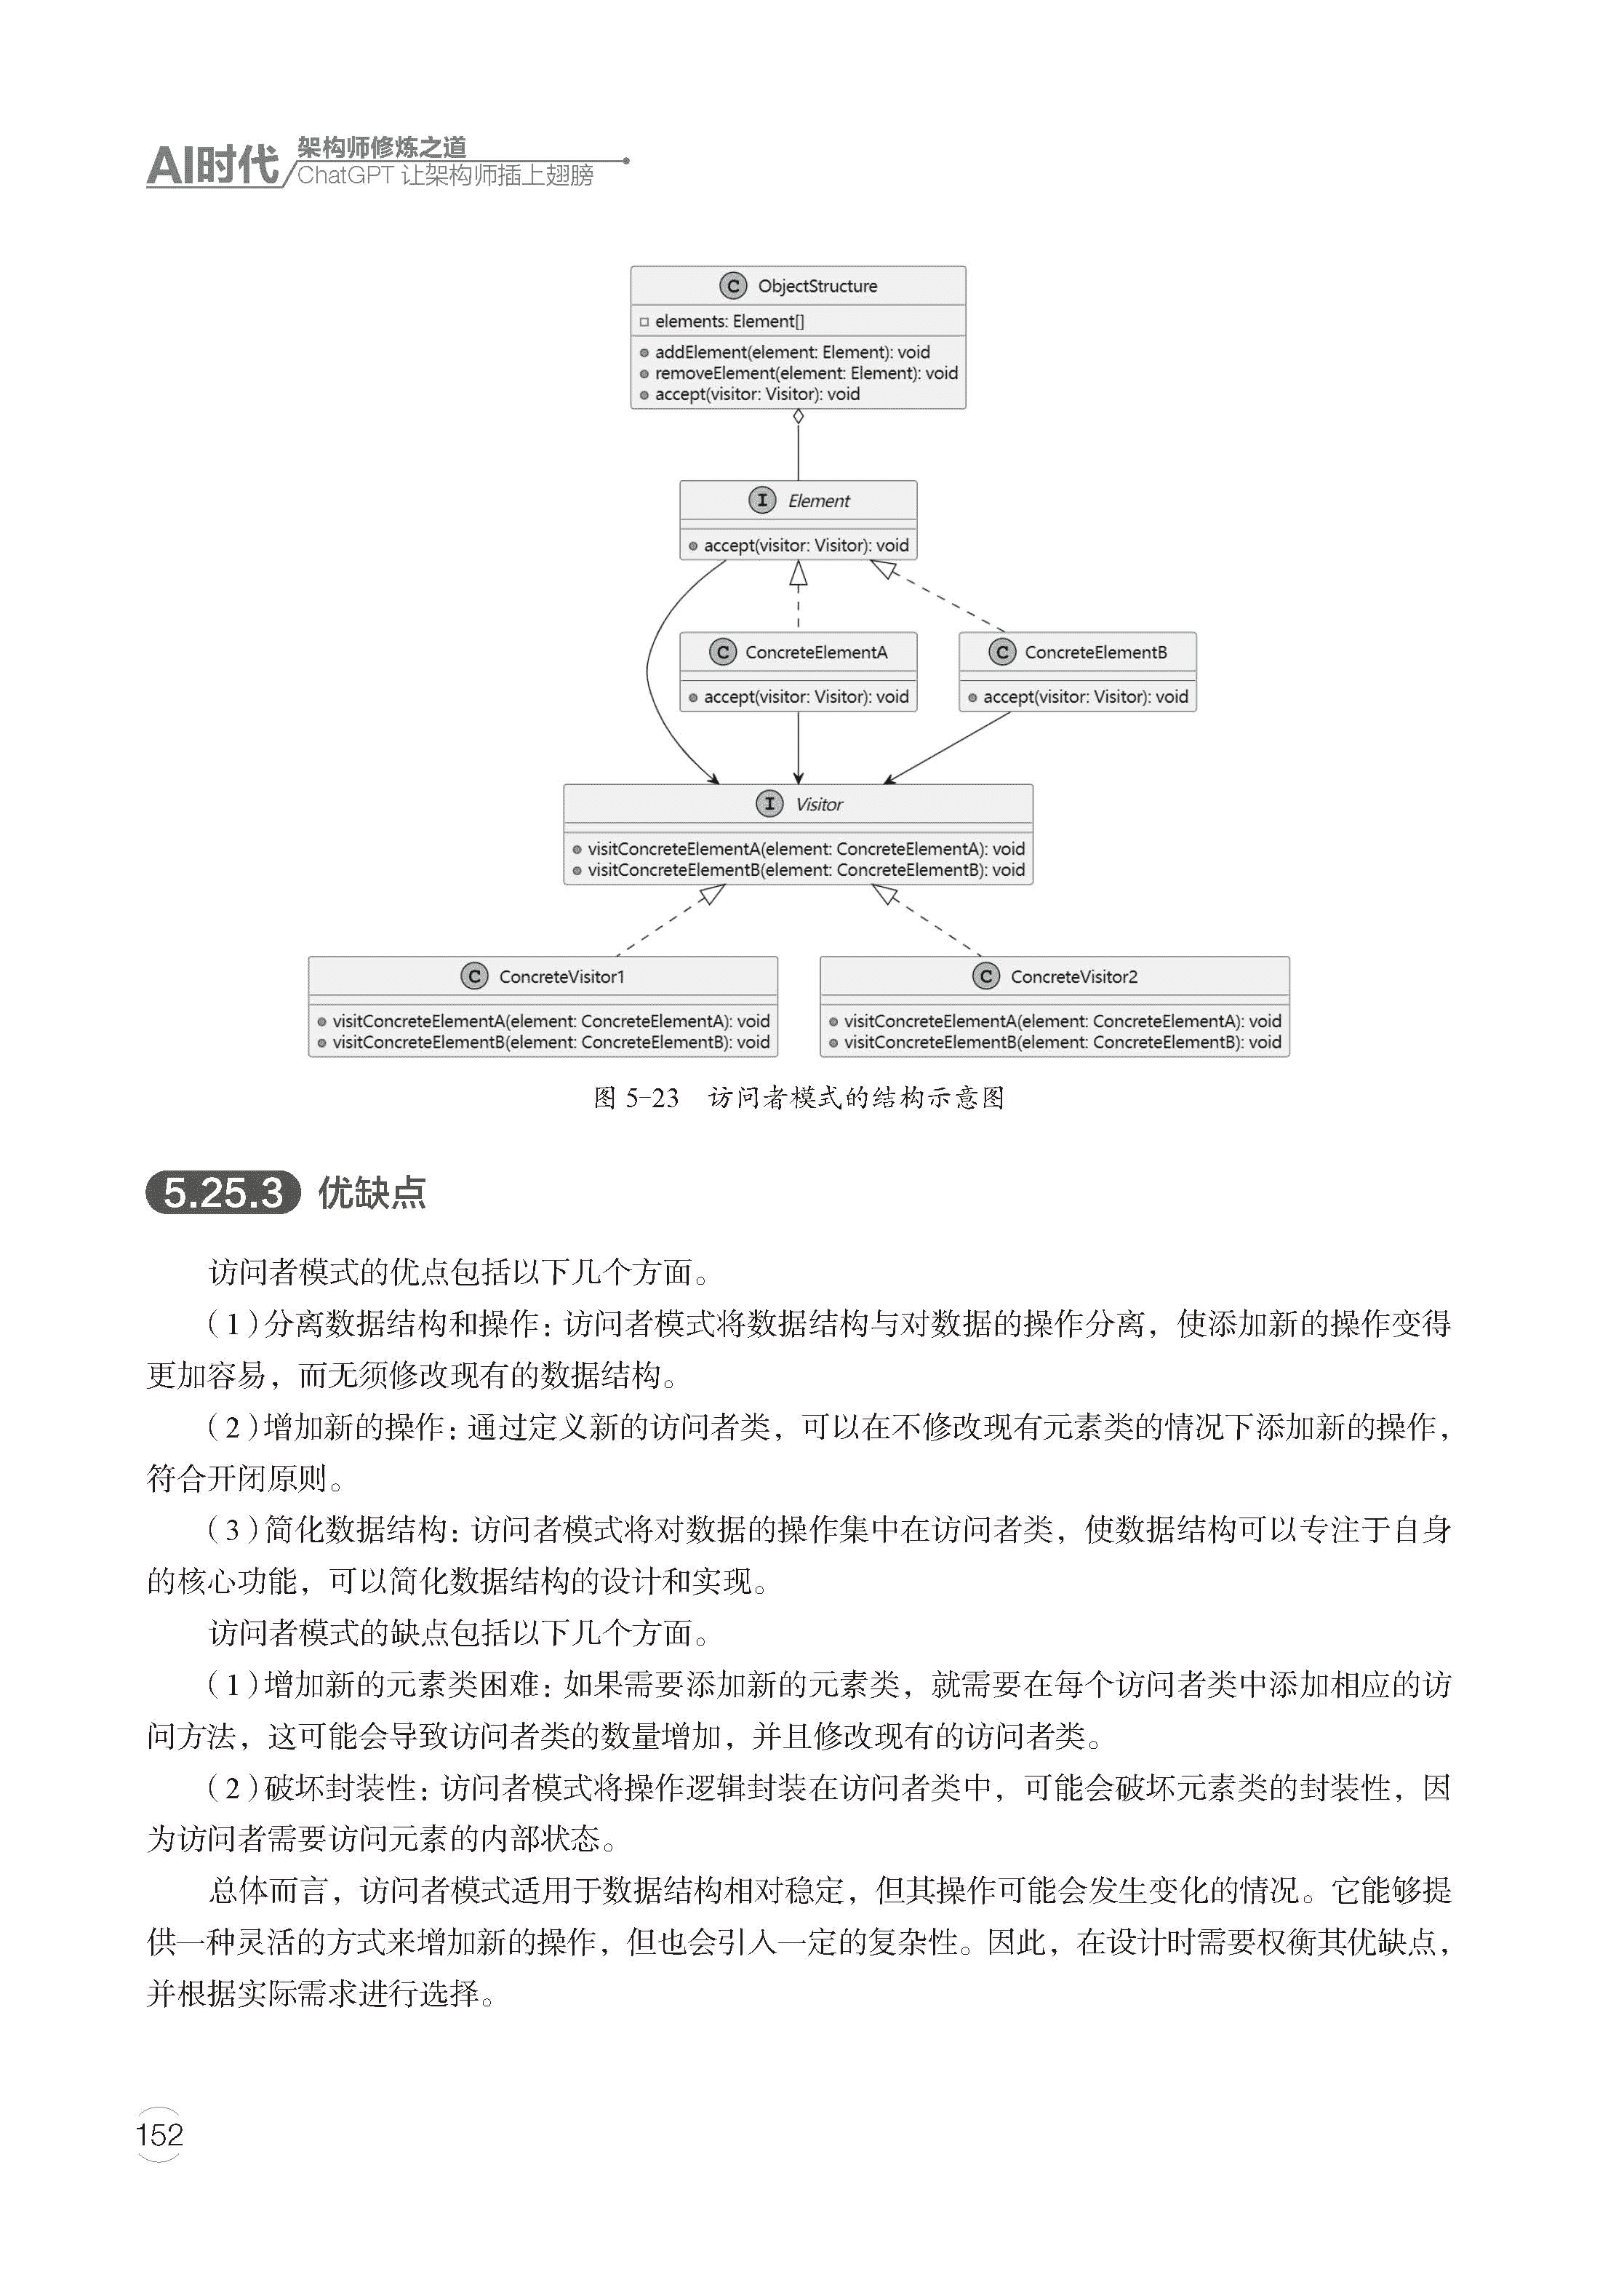 AI时代
架构师修炼之道
ChatGPT 让架构师插上翅膀
C ObjectStructure
elements: Element[]
addElement(element: Element): void
removeElement(element: Element): void
accept(visitor: Visitor): void
I Element
accept(visitor: Visitor): void
C ConcreteElementA
accept(visitor: Visitor): void
C ConcreteElementB
accept(visitor: Visitor): void
I Visitor
visitConcreteElementA(element: ConcreteElementA): void
visitConcreteElementB(element: ConcreteElementB): void
C ConcreteVisitor1
visitConcreteElementA(element: ConcreteElementA): void
visitConcreteElementB(element: ConcreteElementB): void
C ConcreteVisitor2
visitConcreteElementA(element: ConcreteElementA): void
visitConcreteElementB(element: ConcreteElementB): void
图 5-23 访问者模式的结构示意图
5.25.3 优缺点
访问者模式的优点包括以下几个方面。
（1）分离数据结构和操作：访问者模式将数据结构与对数据的操作分离，使添加新的操作变得
更加容易，而无须修改现有的数据结构。
（2）增加新的操作：通过定义新的访问者类，可以在不修改现有元素类的情况下添加新的操作，
符合开闭原则。
（3）简化数据结构：访问者模式将对数据的操作集中在访问者类，使数据结构可以专注于自身
的核心功能，可以简化数据结构的设计和实现。
访问者模式的缺点包括以下几个方面。
（1）增加新的元素类困难：如果需要添加新的元素类，就需要在每个访问者类中添加相应的访
问方法，这可能会导致访问者类的数量增加，并且修改现有的访问者类。
（2）破坏封装性：访问者模式将操作逻辑封装在访问者类中，可能会破坏元素类的封装性，因
为访问者需要访问元素的内部状态。
总体而言，访问者模式适用于数据结构相对稳定，但其操作可能会发生变化的情况。它能够提
供一种灵活的方式来增加新的操作，但也会引入一定的复杂性。因此，在设计时需要权衡其优缺点，
并根据实际需求进行选择。
152